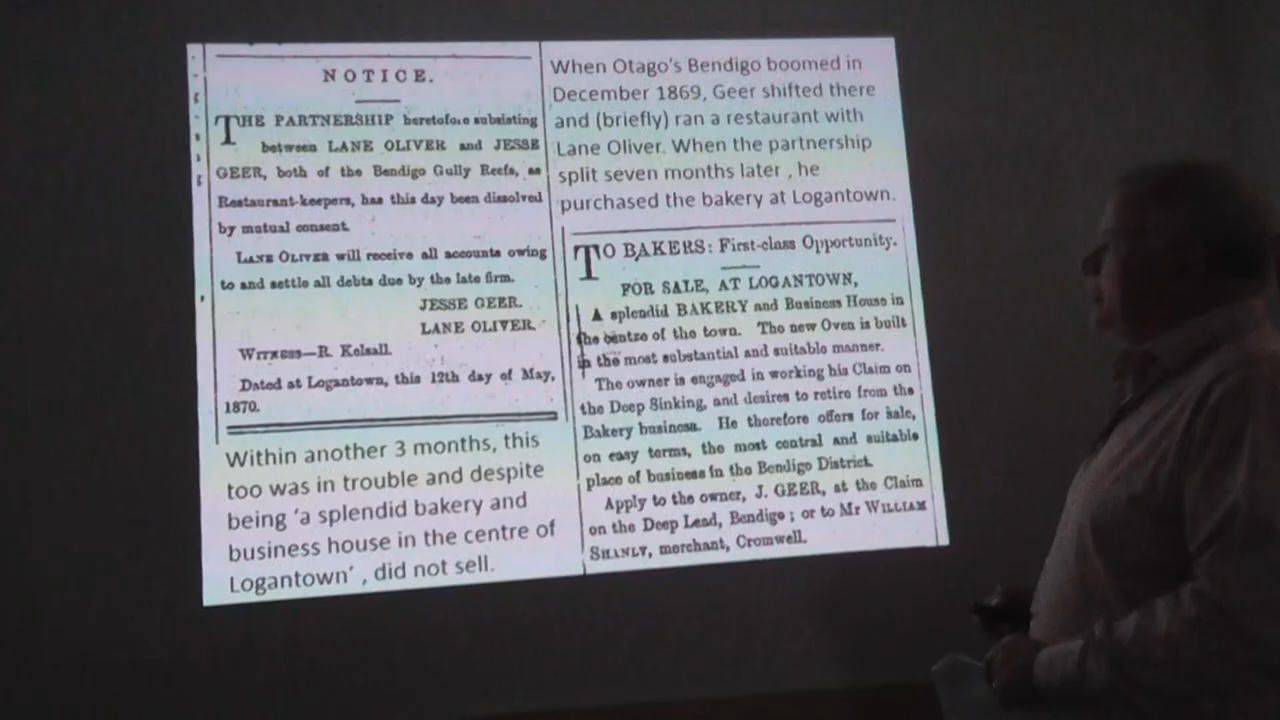 NOTICE.
THE PARTNERSHIP heretofore subsisting
between LANE OLIVER and JESSE
GEER, both of the Bendigo Gully Reefs, as
Restaurant-keepers, has this day been dissolved
by mutual consent.
LANE OLIVER will receive all accounts owing
to and settle all debts due by the late firm.
JESSE GEER.
LANE OLIVER.
WITNESS—R. Kelsall.
Dated at Logantown, this 12th day of May,
1870.
Within another 3 months, this
too was in trouble and despite
being 'a splendid bakery and
business house in the centre of
Logantown' , did not sell.
When Otago's Bendigo boomed in
December 1869, Geer shifted there
and (briefly) ran a restaurant with
Lane Oliver. When the partnership
split seven months later , he
purchased the bakery at Logantown.
TO BAKERS: First-class Opportunity.
FOR SALE, AT LOGANTOWN,
A splendid BAKERY and Business House in
the centre of the town. The new Oven is built
in the most substantial and suitable manner.
The owner is engaged in working his Claim on
the Deep Sinking, and desires to retire from the
Bakery business. He therefore offers for sale,
on easy terms, the most central and suitable
place of business in the Bendigo District.
Apply to the owner, J. GEER, at the Claim
on the Deep Lead, Bendigo; or to Mr WILLIAM
SHANLY, merchant, Cromwell.